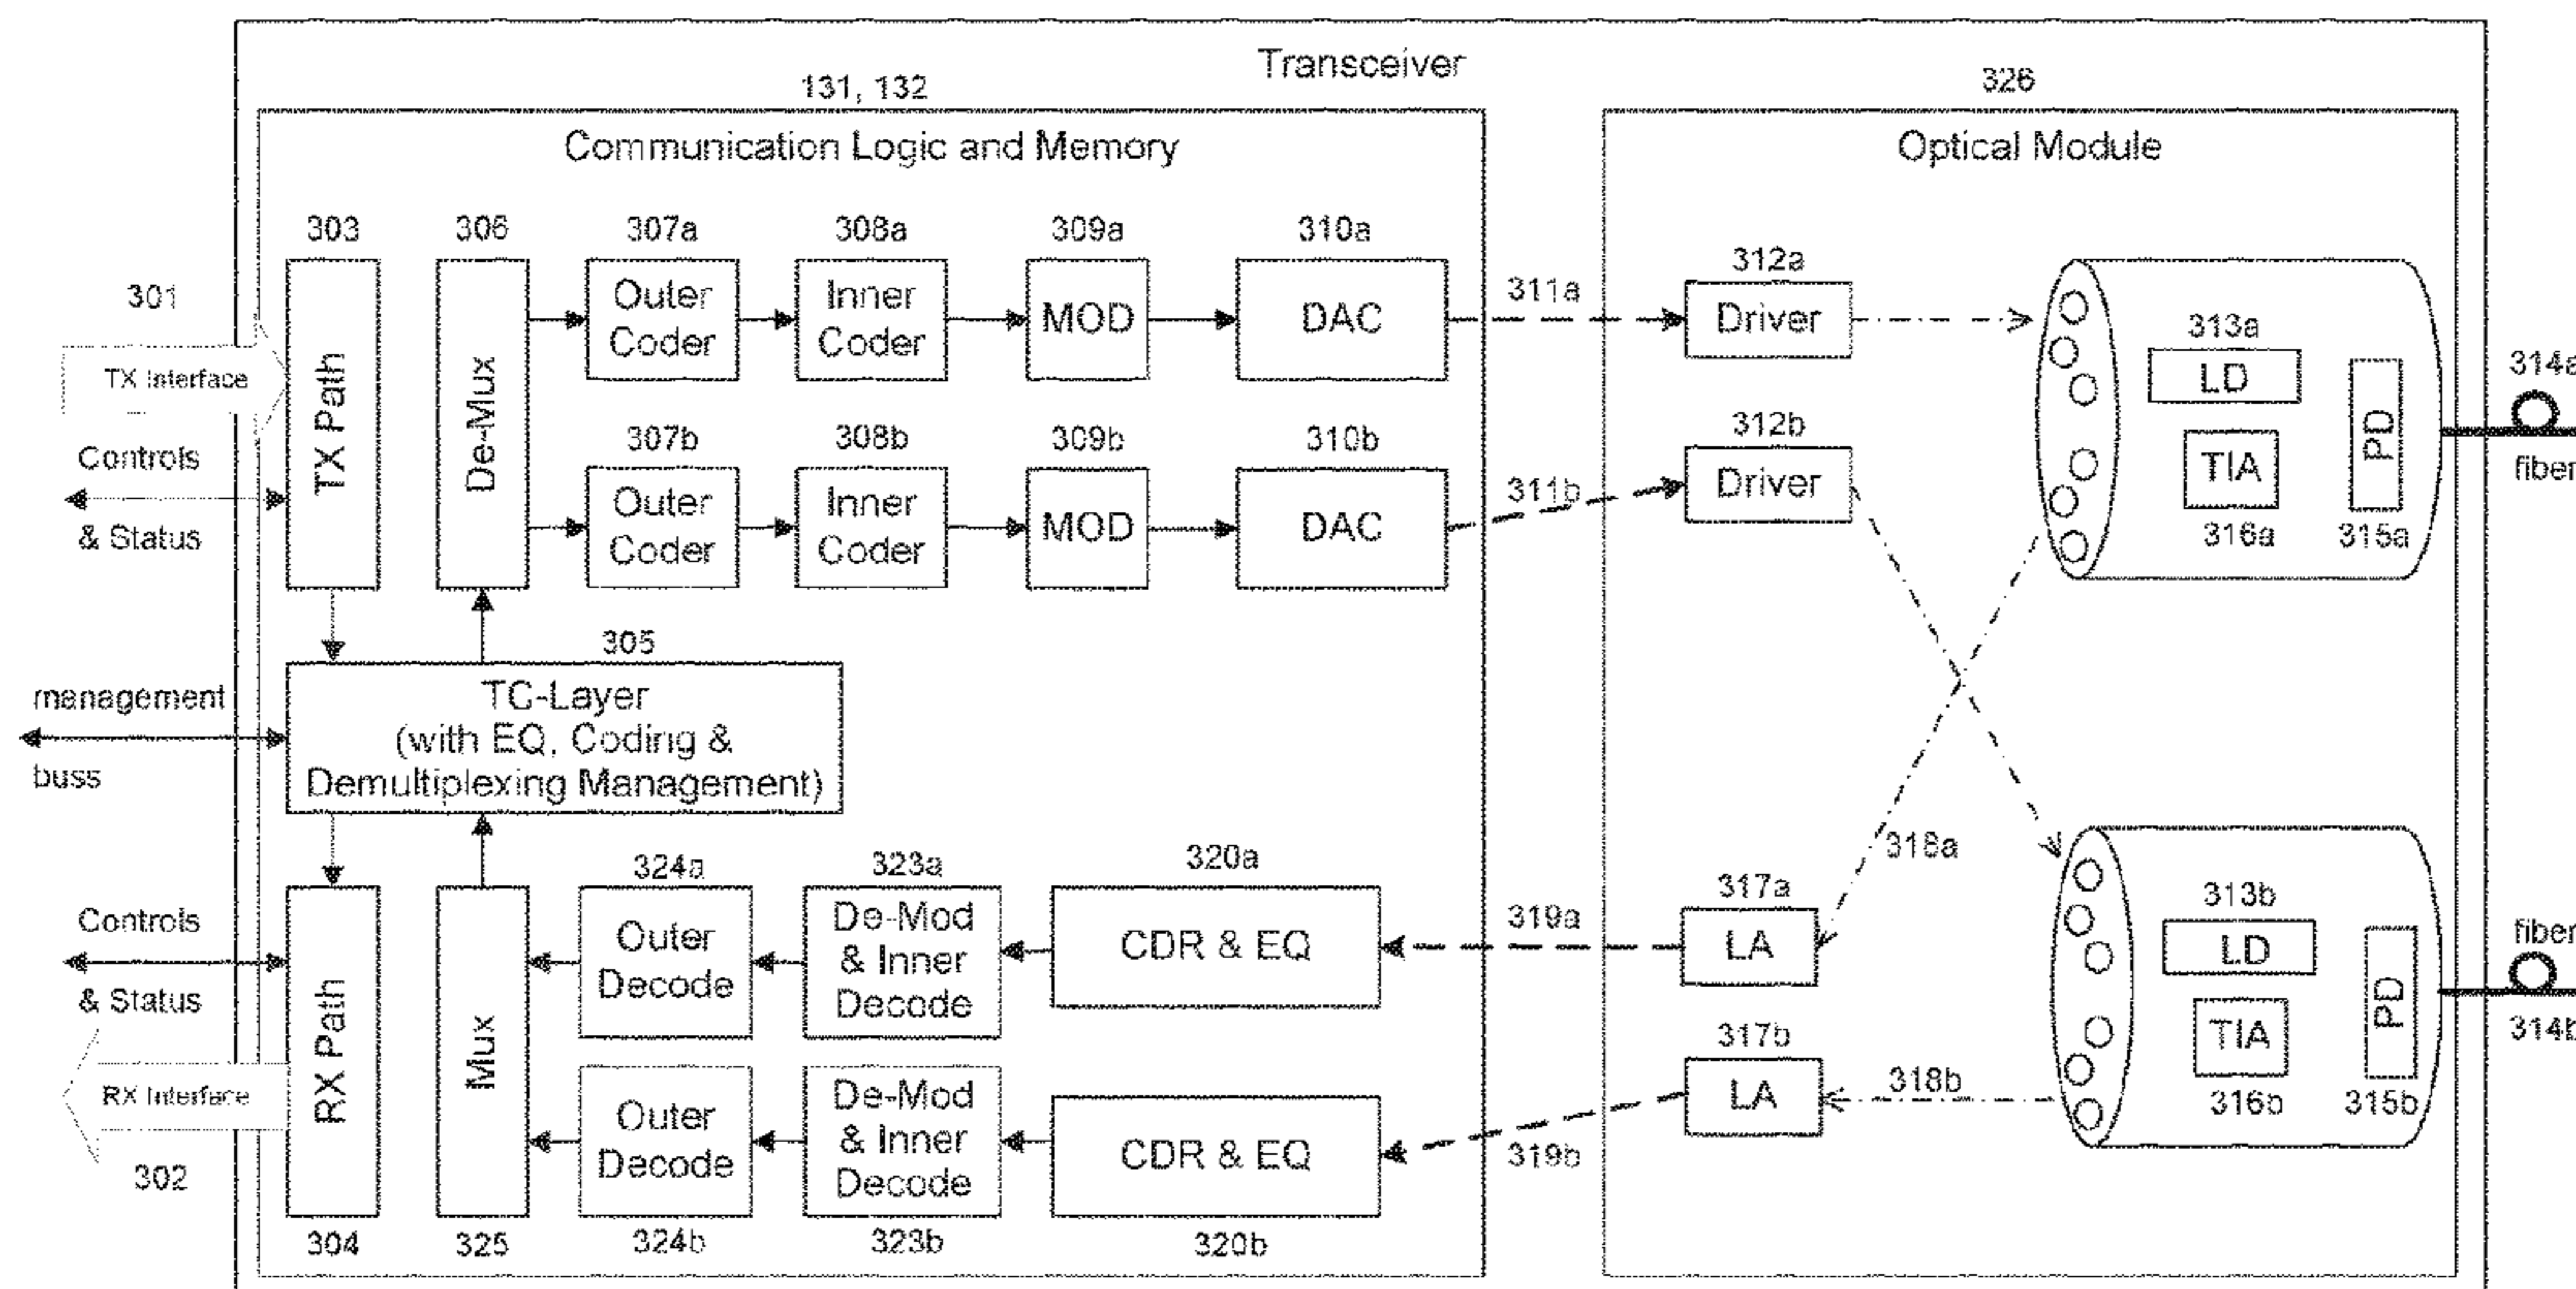 Transceiver
131, 132
326
Communication Logic and Memory
Optical Module
303
306
307a
308a
309a
310a
312a
301
Outer
Coder
Inner
Coder
MOD
DAC
311a
Driver
313a
LD
314a
TX Interface
TX Path
De-Mux
307b
308b
309b
310b
312b
TIA
PD
fiber
Controls
& Status
Outer
Coder
Inner
Coder
MOD
DAC
311b
Driver
316a
315a
305
management
buss
TC-Layer
(with EQ, Coding &
Demultiplexing Management)
324a
323a
320a
318a
317a
313b
Controls
& Status
Outer
Decode
De-Mod
& Inner
Decode
CDR & EQ
319a
LA
LD
fiber
314b
RX Path
Mux
317b
TIA
PD
RX Interface
Outer
Decode
De-Mod
& Inner
Decode
CDR & EQ
319b
LA
318b
316b
315b
302
304
325
324b
323b
320b